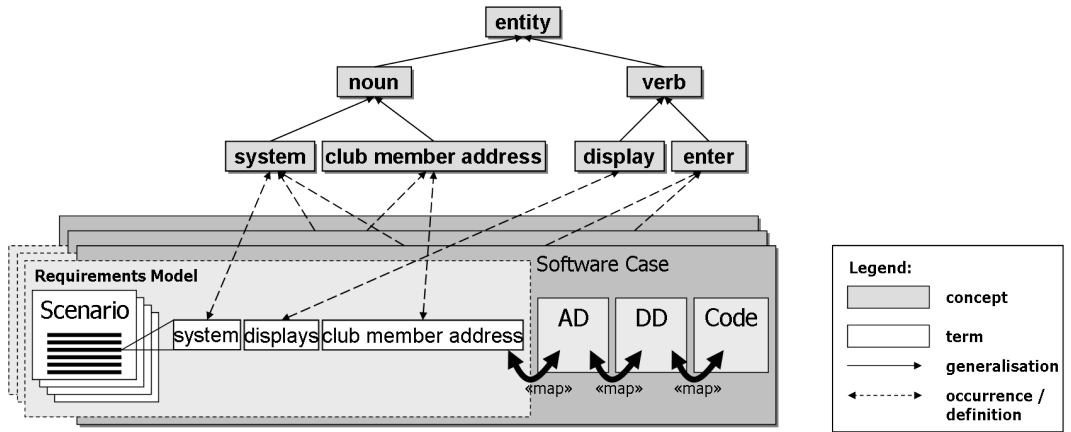 entity
noun
verb
system
club member address
display
enter
Software Case
Requirements Model
Scenario
system
displays
club member address
AD
DD
Code
«map»
«map»
«map»
Legend:
concept
term
generalisation
occurrence /
definition